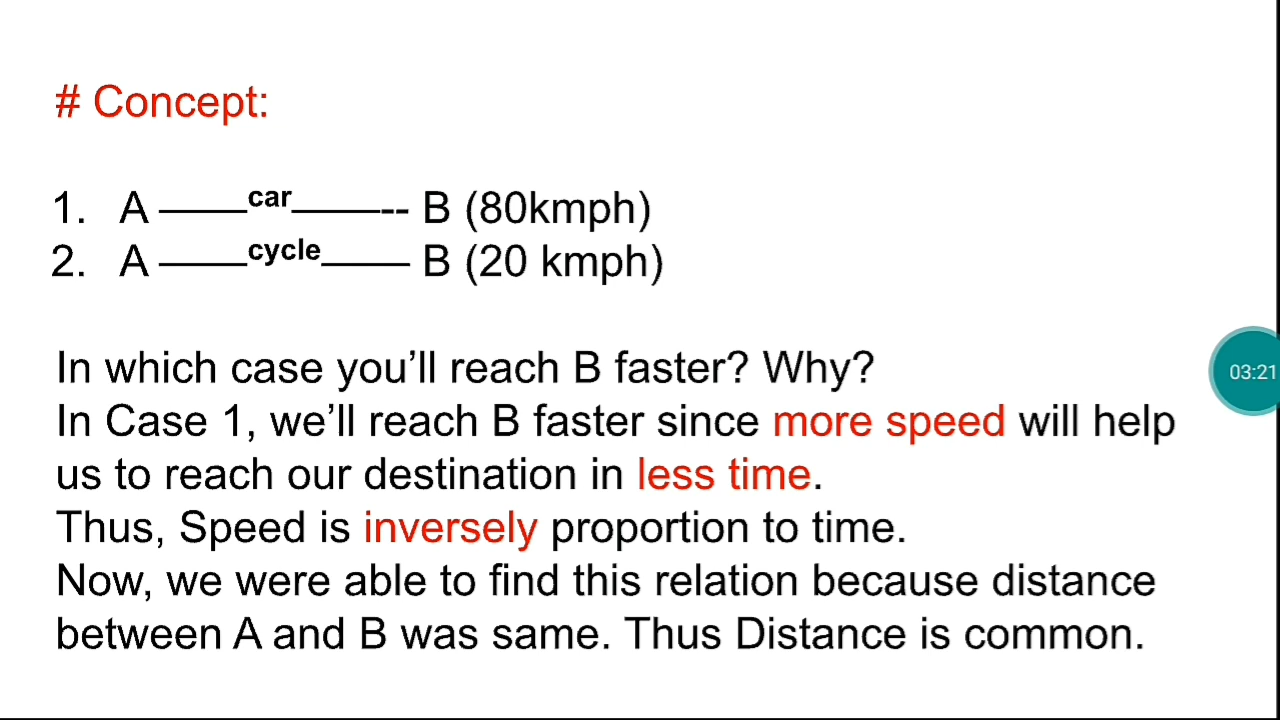 # Concept:
1. A ——car——-- B (80kmph)
2. A ——cycle—— B (20 kmph)
In which case you’ll reach B faster? Why?
In Case 1, we’ll reach B faster since more speed will help
us to reach our destination in less time.
Thus, Speed is inversely proportion to time.
Now, we were able to find this relation because distance
between A and B was same. Thus Distance is common.
03:21